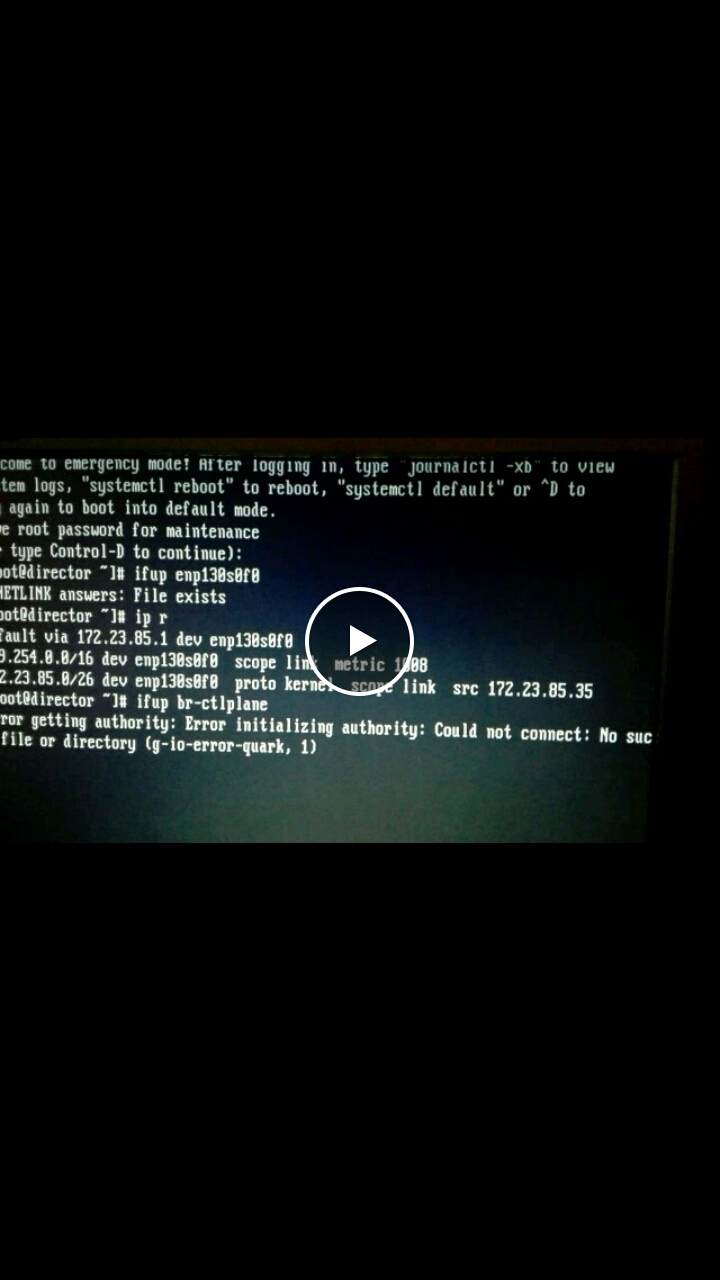 come to emergency mode! After logging in, type "journalctl -xb" to view
tem logs, "systemctl reboot" to reboot, "systemctl default" or ^D to
again to boot into default mode.
e root password for maintenance
type Control-D to continue):
oot@director ~]# ifup enp130s0f0
NETLINK answers: File exists
oot@director ~]# ip r
fault via 172.23.85.1 dev enp130s0f0
9.254.0.0/16 dev enp130s0f0 scope link metric 1008
2.23.85.0/26 dev enp130s0f0 proto kernel scope link src 172.23.85.35
oot@director ~]# ifup br-ctlplane
ror getting authority: Error initializing authority: Could not connect: No suc
file or directory (g-io-error-quark, 1)